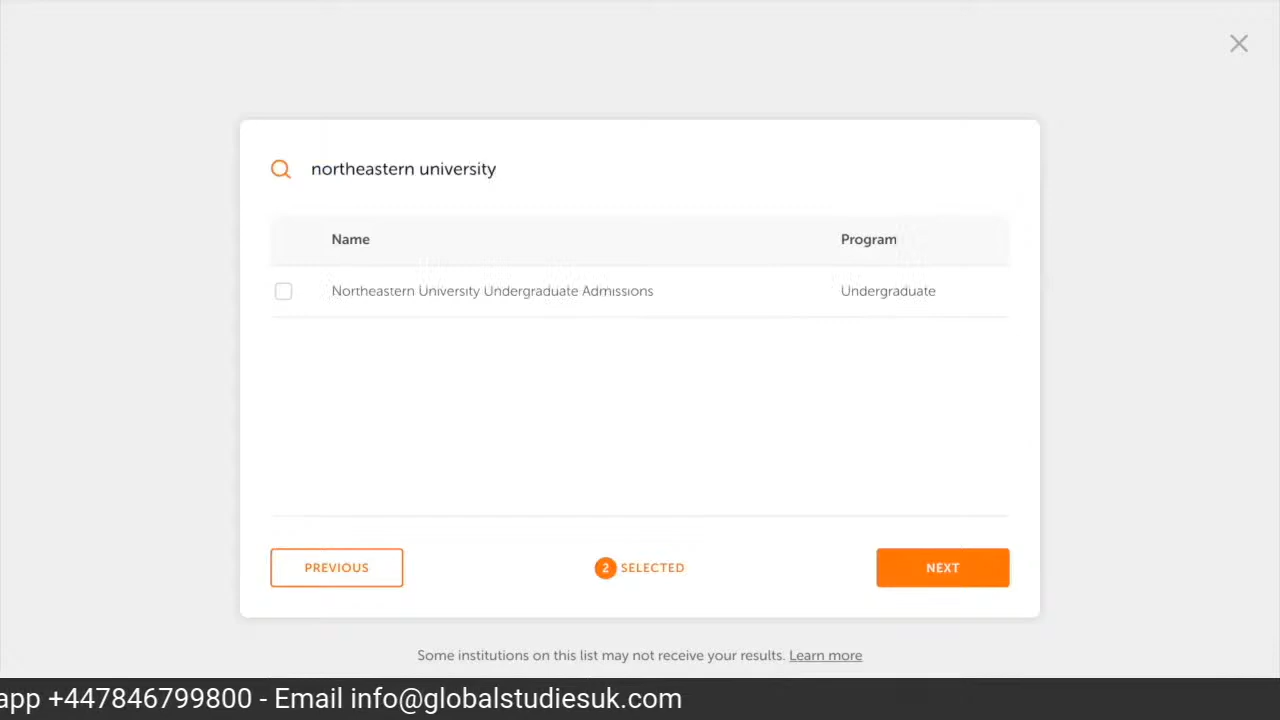 northeastern university
Name Program
Northeastern University Undergraduate Admissions Undergraduate
PREVIOUS 2 SELECTED NEXT
Some institutions on this list may not receive your results. Learn more
app +447846799800 - Email info@globalstudiesuk.com